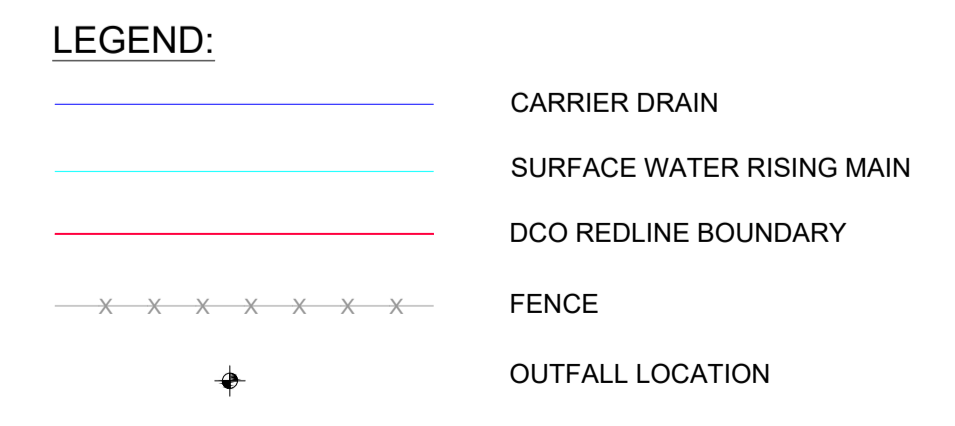 LEGEND:
CARRIER DRAIN
SURFACE WATER RISING MAIN
DCO REDLINE BOUNDARY
X X X X X X X FENCE
OUTFALL LOCATION